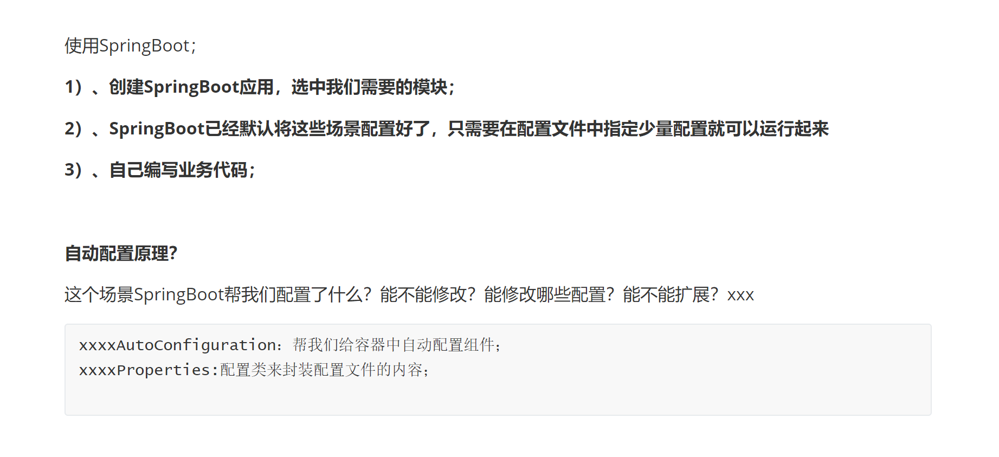 使用SpringBoot；
1）、创建SpringBoot应用，选中我们需要的模块；
2）、SpringBoot已经默认将这些场景配置好了，只需要在配置文件中指定少量配置就可以运行起来
3）、自己编写业务代码；
自动配置原理？
这个场景SpringBoot帮我们配置了什么？能不能修改？能修改哪些配置？能不能扩展？xxx
xxxxAutoConfiguration：帮我们给容器中自动配置组件；
xxxxProperties:配置类来封装配置文件的内容；